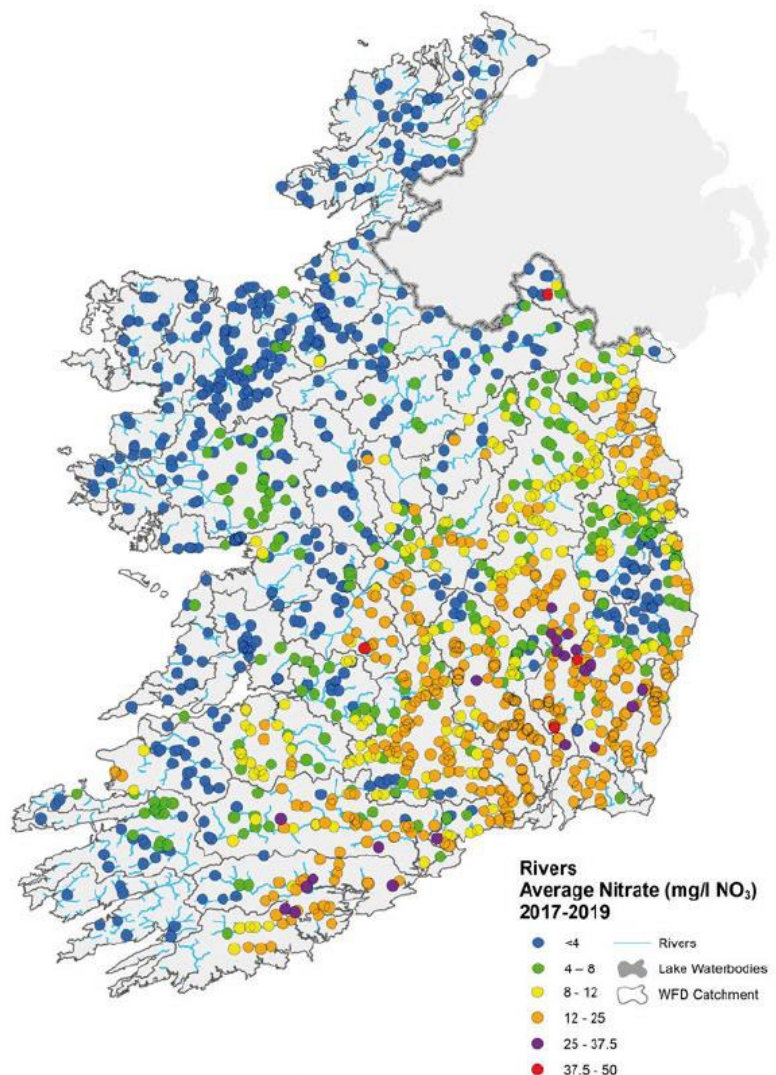 Rivers
Average Nitrate (mg/l NO₃)
2017-2019
<4
4 – 8
8 - 12
12 - 25
25 - 37.5
37.5 - 50
Rivers
Lake Waterbodies
WFD Catchment